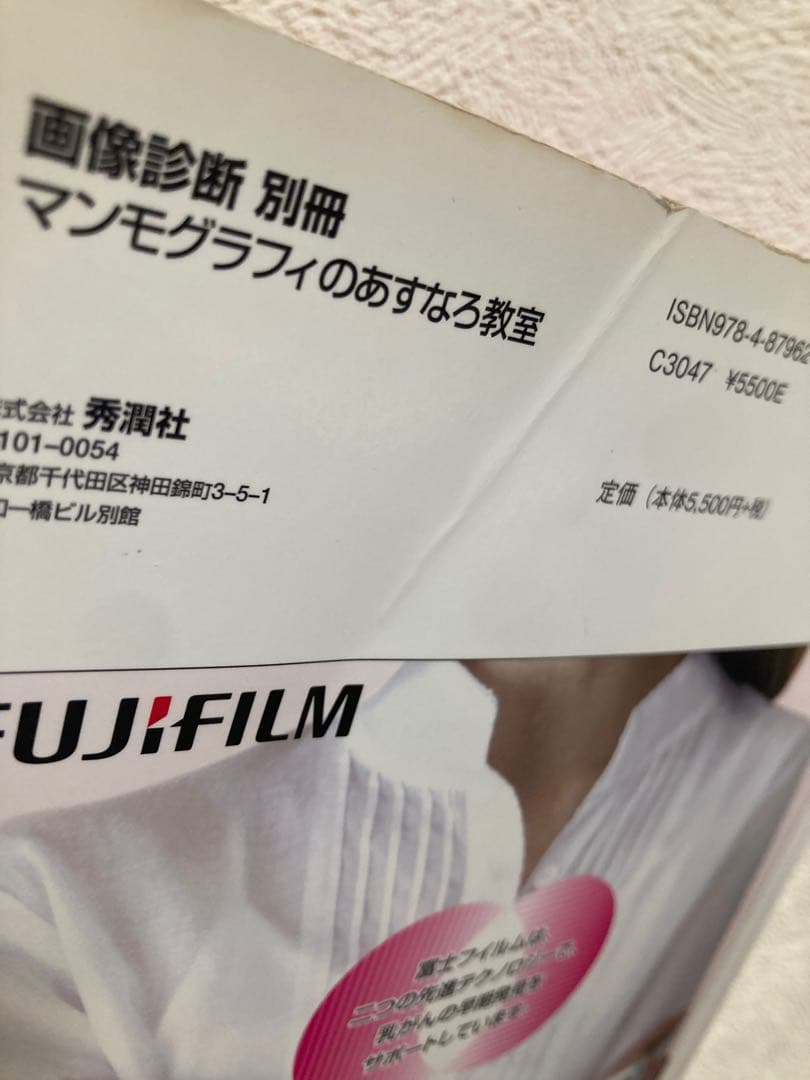 画像診断 別冊
マンモグラフィのあすなろ教室
ISBN978-4-87962
C3047 ¥5500E
定価（本体5,500円+税）
式会社 秀潤社
101-0054
京都千代田区神田錦町3-5-1
一橋ビル別館
FUJIFILM
富士フイルムは、
二つの先進テクノロジーで、
乳がんの早期発見を
サポートしています。